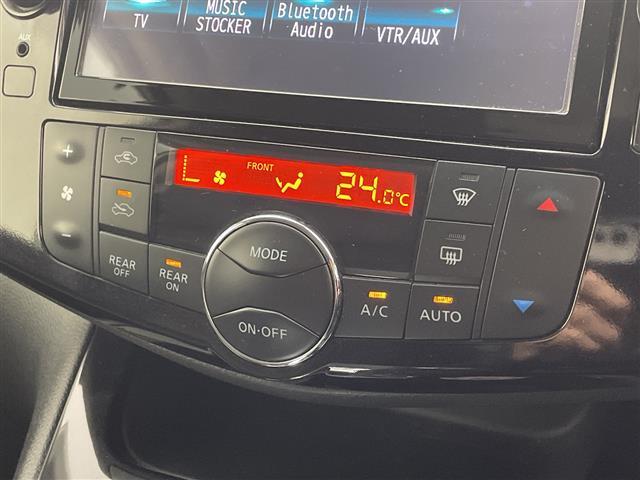 TV
MUSIC
STOCKER
Bluetooth
Audio
VTR/AUX
AUX
FRONT
24.0°C
+
-
MODE
REAR
OFF
REAR
ON
ON·OFF
A/C
AUTO